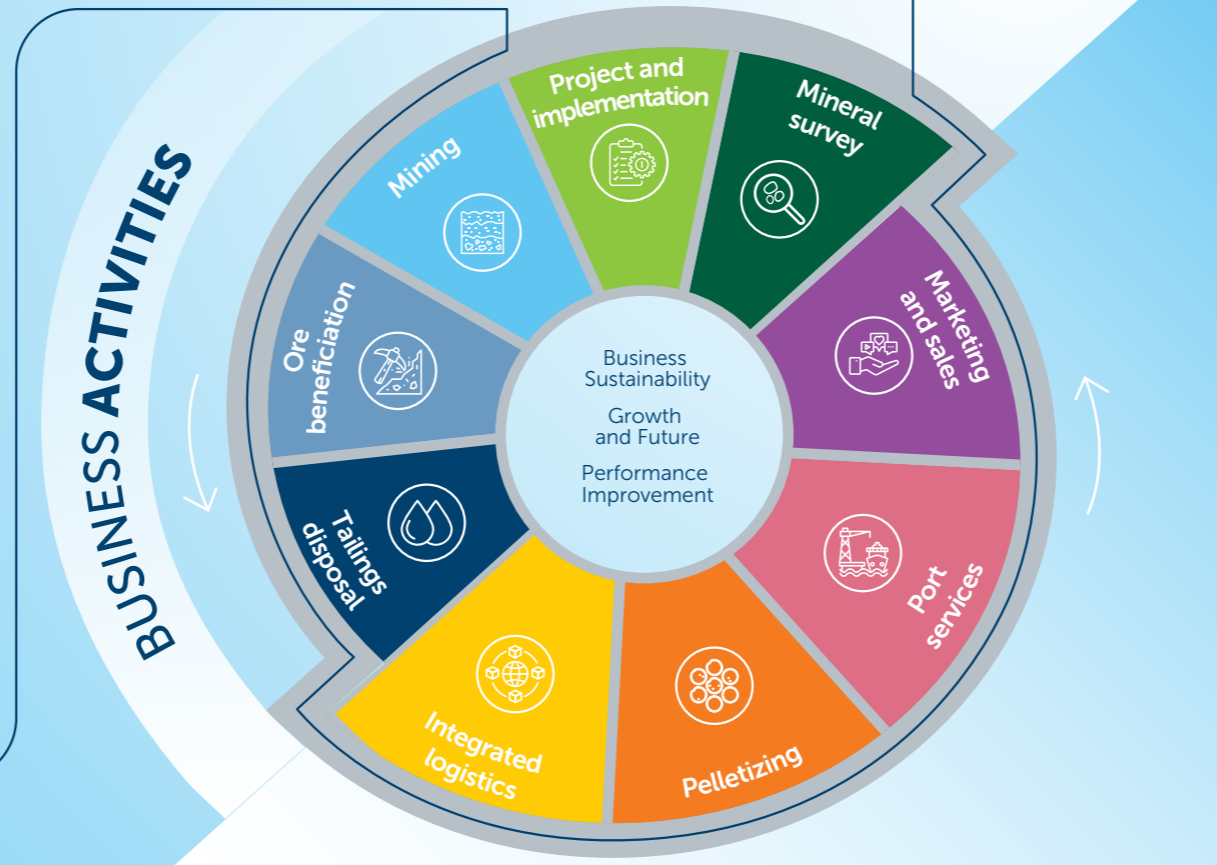 BUSINESS ACTIVITIES
Project and
implementation
Mineral
survey
Mining
Marketing
and sales
Ore
beneficiation
Business
Sustainability
Growth
and Future
Performance
Improvement
Tailings
disposal
Port
services
Integrated
logistics
Pelletizing